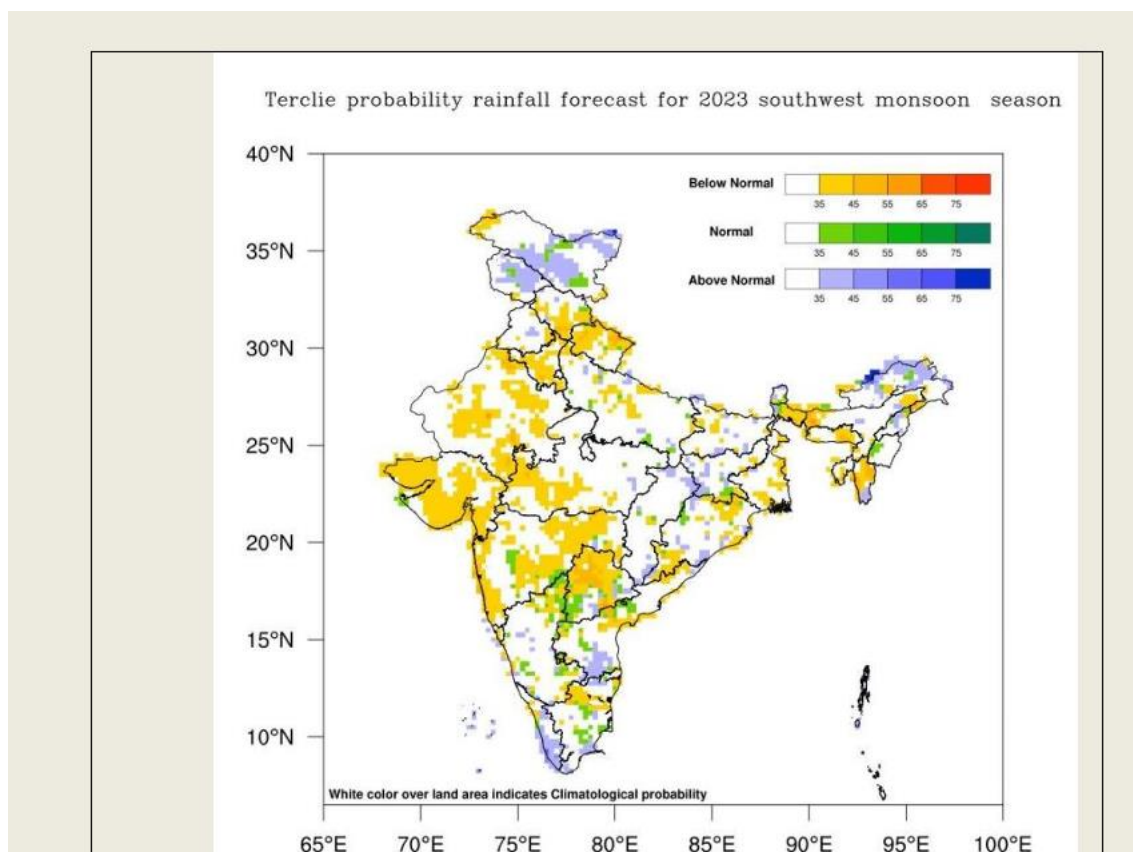 Terclie probability rainfall forecast for 2023 southwest monsoon season
40°N
Below Normal
35 45 55 65 75
Normal
35 45 55 65 75
35°N
Above Normal
35 45 55 65 75
30°N
25°N
20°N
15°N
10°N
White color over land area indicates Climatological probability
65°E 70°E 75°E 80°E 85°E 90°E 95°E 100°E